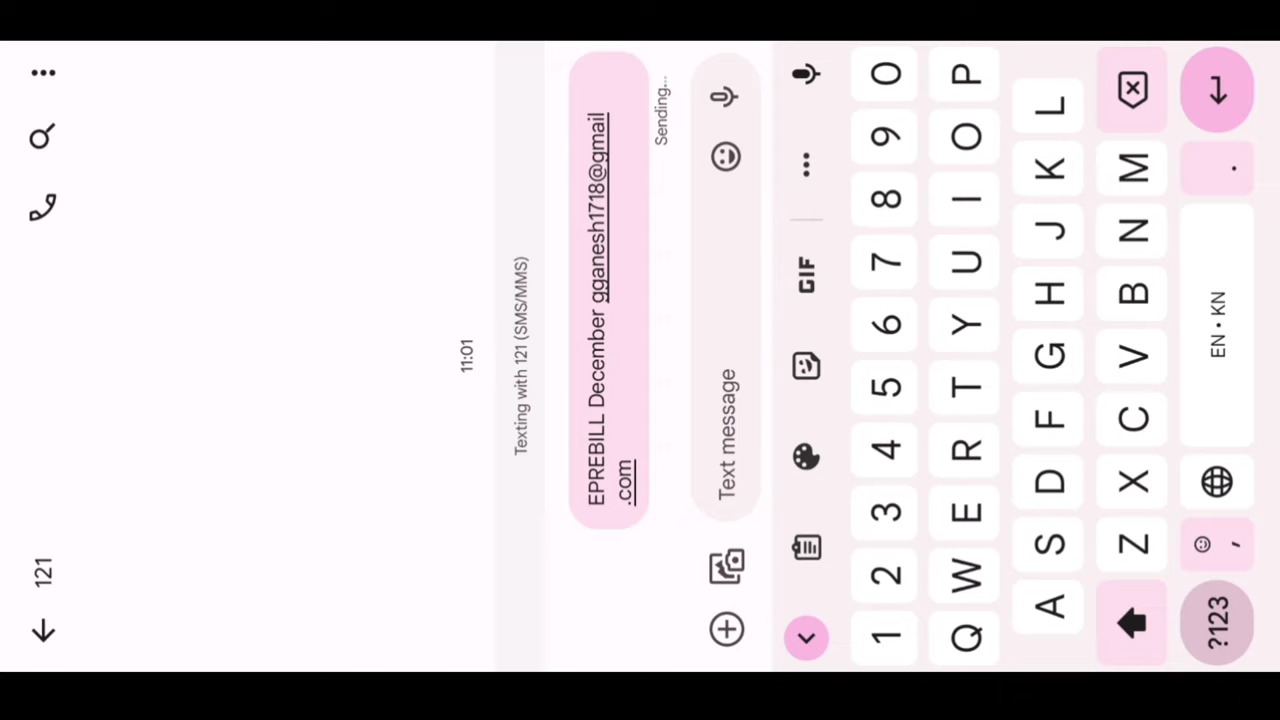 121
11:01
Texting with 121 (SMS/MMS)
EPREBILL December gganesh1718@gmail
.com
Sending...
Text message
GIF
1 2 3 4 5 6 7 8 9 0
Q W E R T Y U I O P
A S D F G H J K L
Z X C V B N M
?123 , EN • KN .